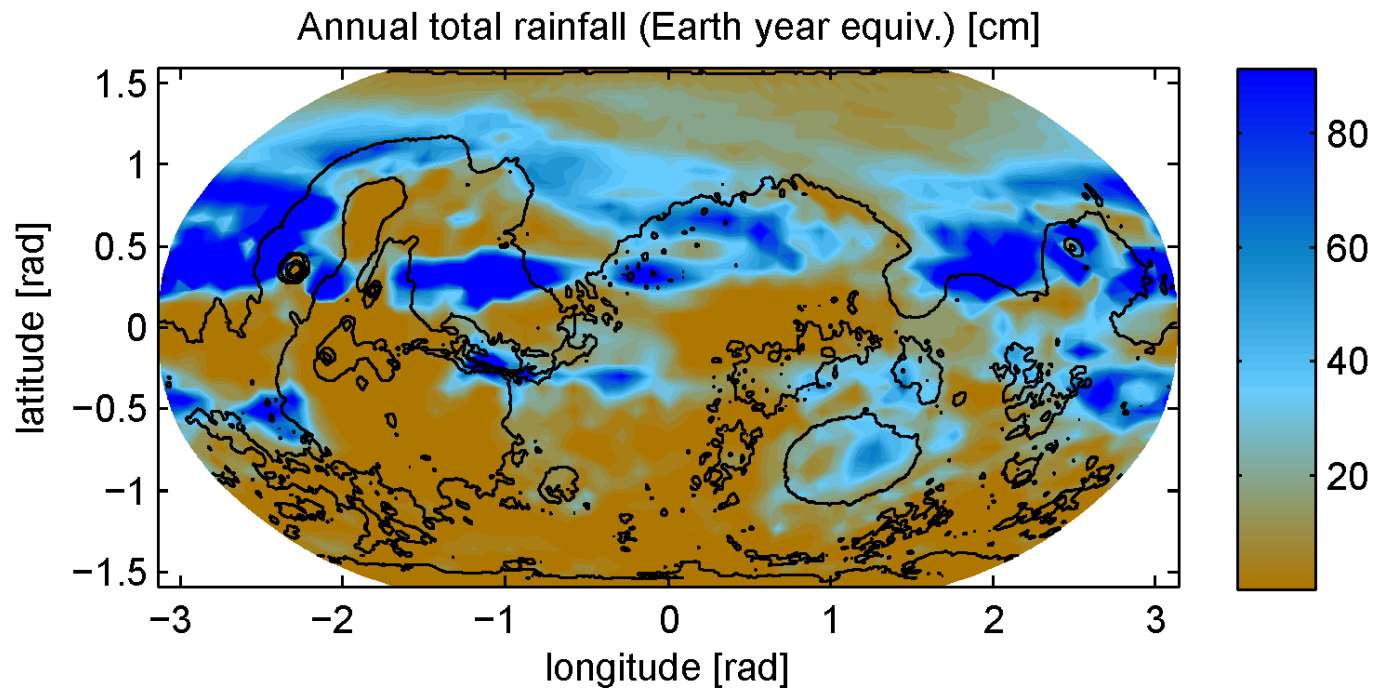 Annual total rainfall (Earth year equiv.) [cm]
1.5
1
0.5
0
−0.5
−1
−1.5
latitude [rad]
−3 −2 −1 0 1 2 3
longitude [rad]
80
60
40
20